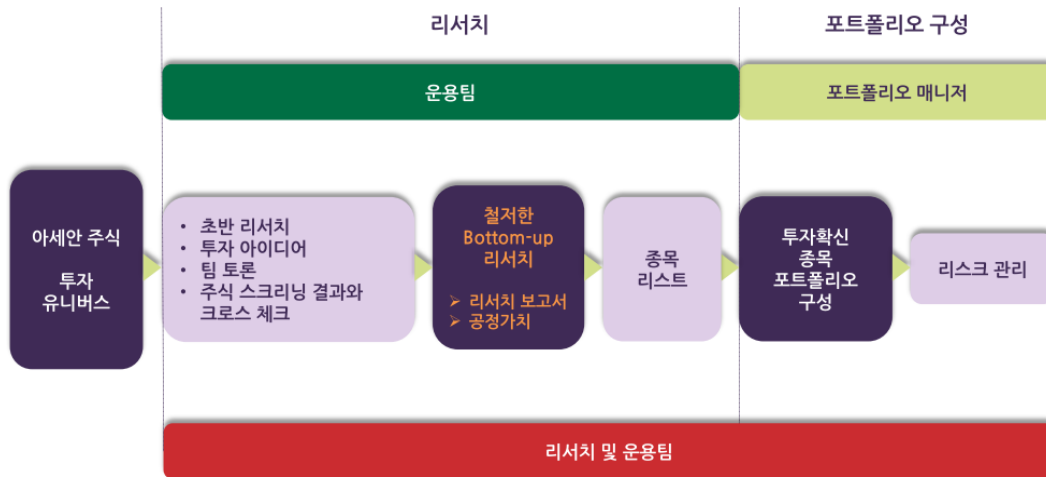 리서치
포트폴리오 구성
운용팀
포트폴리오 매니저
아세안 주식
투자
유니버스
• 초반 리서치
• 투자 아이디어
• 팀 토론
• 주식 스크리닝 결과와
크로스 체크
철저한
Bottom-up
리서치
➢ 리서치 보고서
➢ 공정가치
종목
리스트
투자확신
종목
포트폴리오
구성
리스크 관리
리서치 및 운용팀